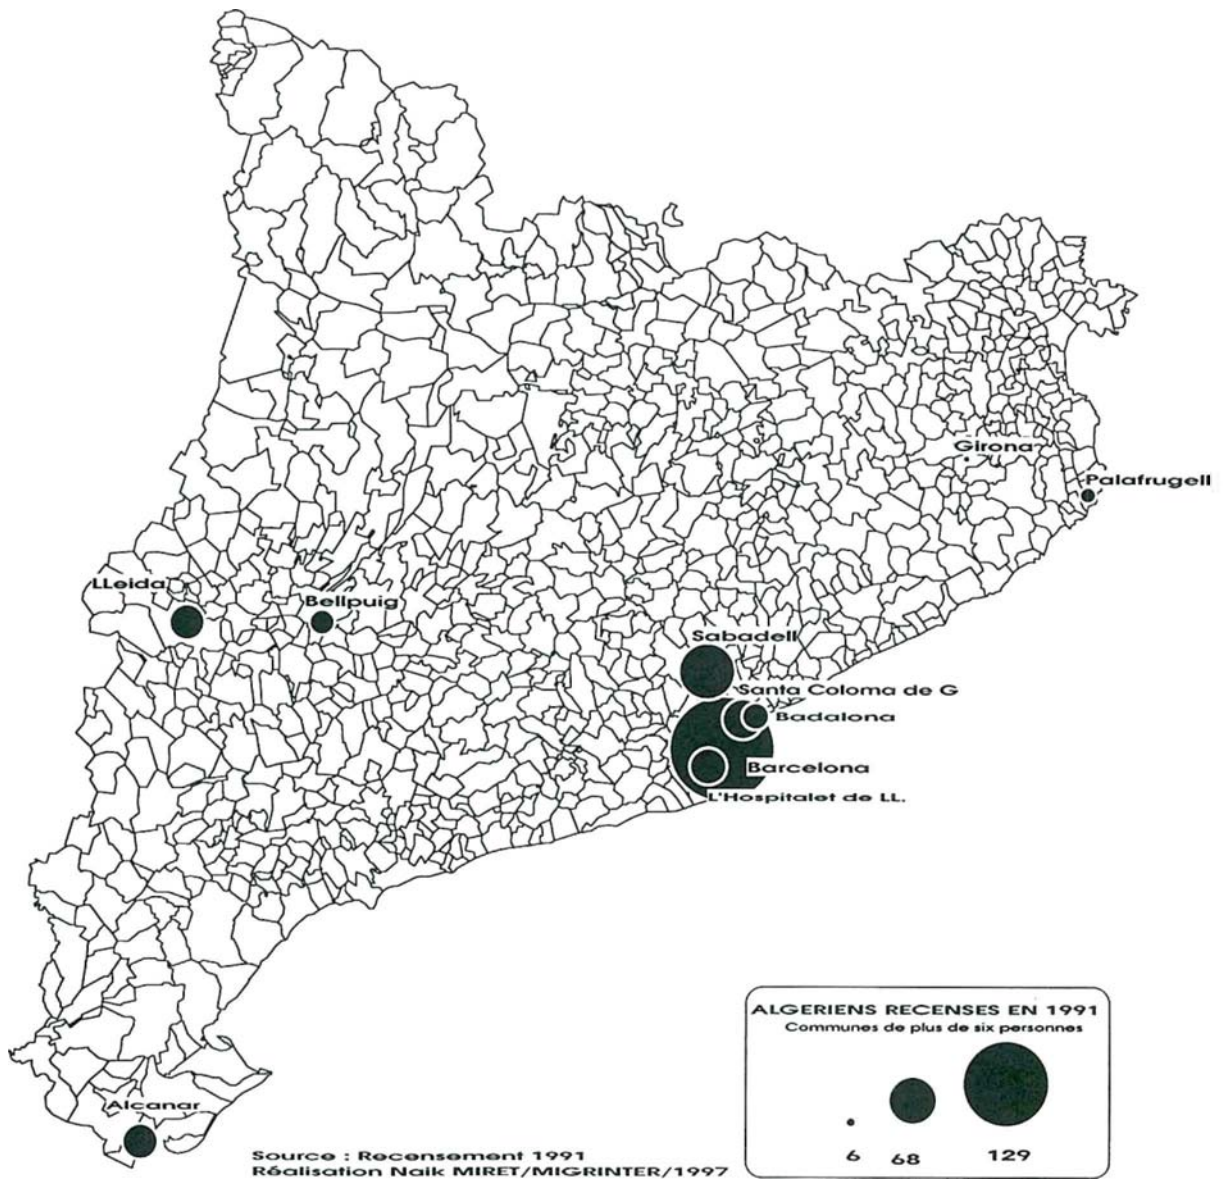 Girona
Palafrugell
LLeida
Bellpuig
Sabadell
Santa Coloma de G
Badalona
Barcelona
L'Hospitalet de LL.
Alcanar
ALGERIENS RECENSES EN 1991
Communes de plus de six personnes
6 68 129
Source : Recensement 1991
Réalisation Naik MIRET/MIGRINTER/1997